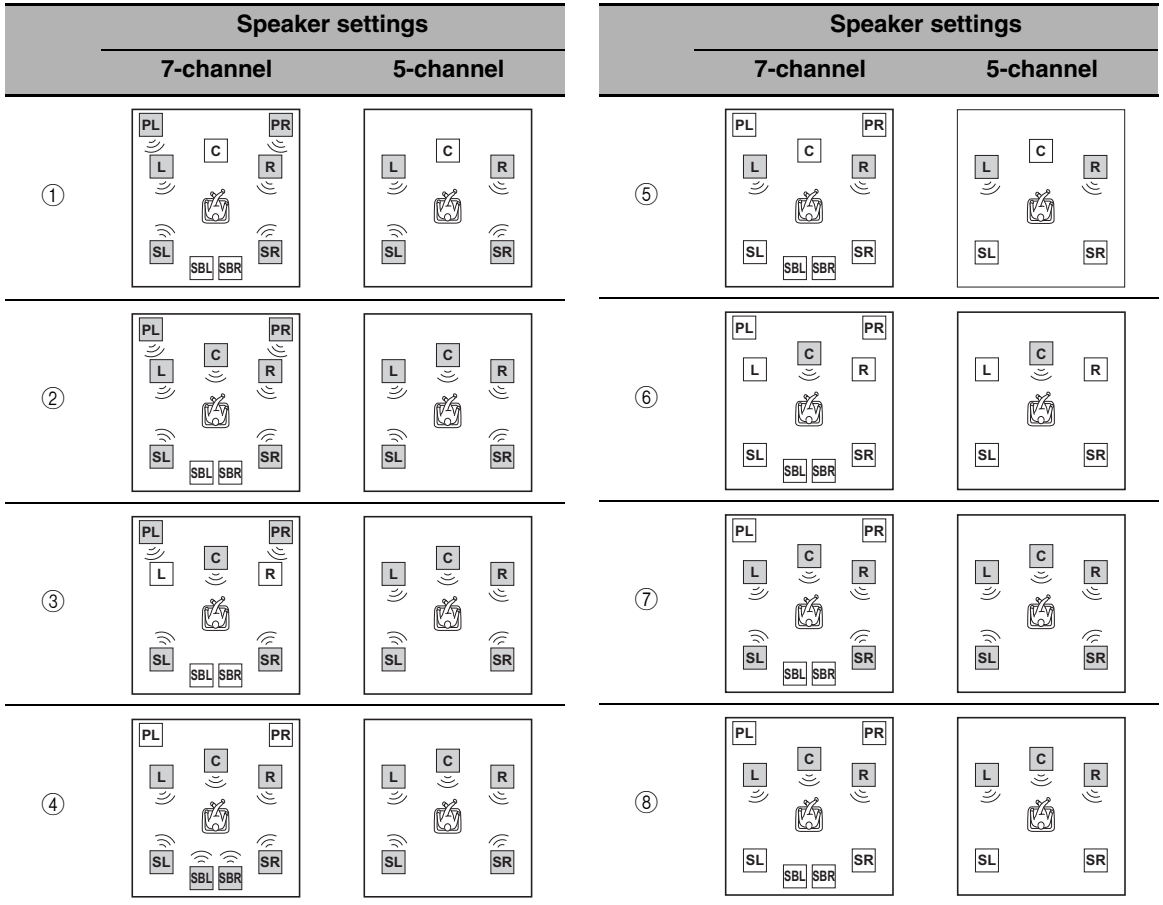 Speaker settings
7-channel 5-channel
①
PL PR
C
L R
SL SR
SBL SBR
C
L R
SL SR
②
PL PR
C
L R
SL SR
SBL SBR
C
L R
SL SR
③
PL PR
C
L R
SL SR
SBL SBR
C
L R
SL SR
④
PL PR
C
L R
SL SR
SBL SBR
C
L R
SL SR
Speaker settings
7-channel 5-channel
⑤
PL PR
C
L R
SL SR
SBL SBR
C
L R
SL SR
⑥
PL PR
C
L R
SL SR
SBL SBR
C
L R
SL SR
⑦
PL PR
C
L R
SL SR
SBL SBR
C
L R
SL SR
⑧
PL PR
C
L R
SL SR
SBL SBR
C
L R
SL SR